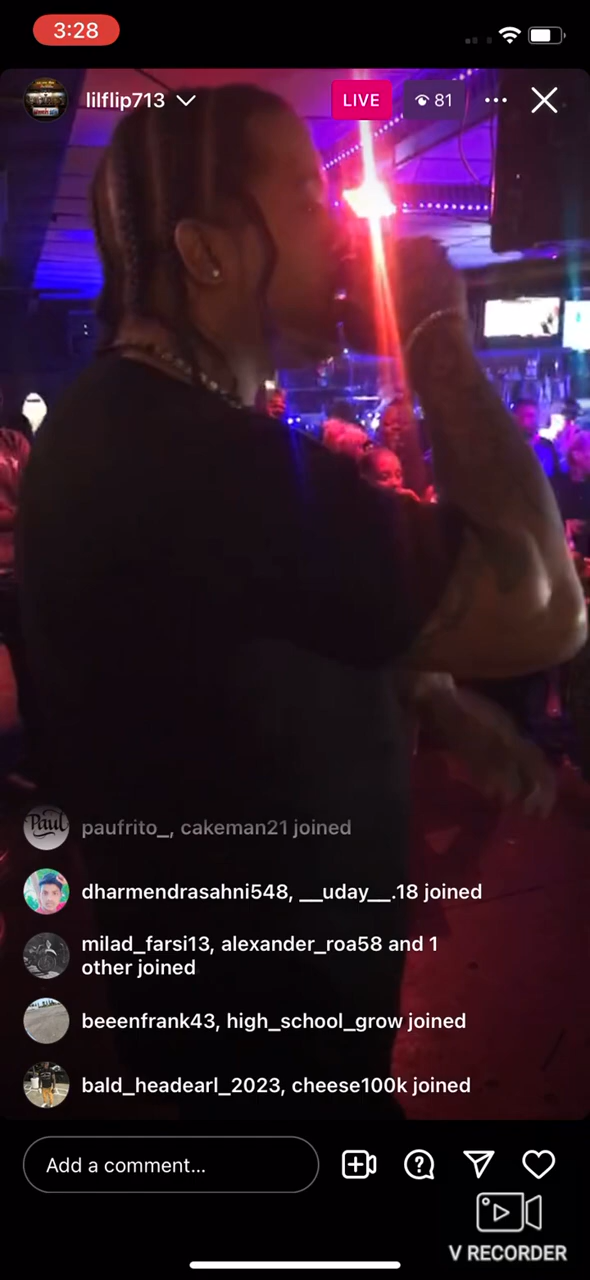 3:28
lilflip713
LIVE
81
Paul
paufrito_, cakeman21 joined
dharmendrasahni548, __uday__.18 joined
milad_farsi13, alexander_roa58 and 1
other joined
beeenfrank43, high_school_grow joined
bald_headearl_2023, cheese100k joined
Add a comment...
V RECORDER